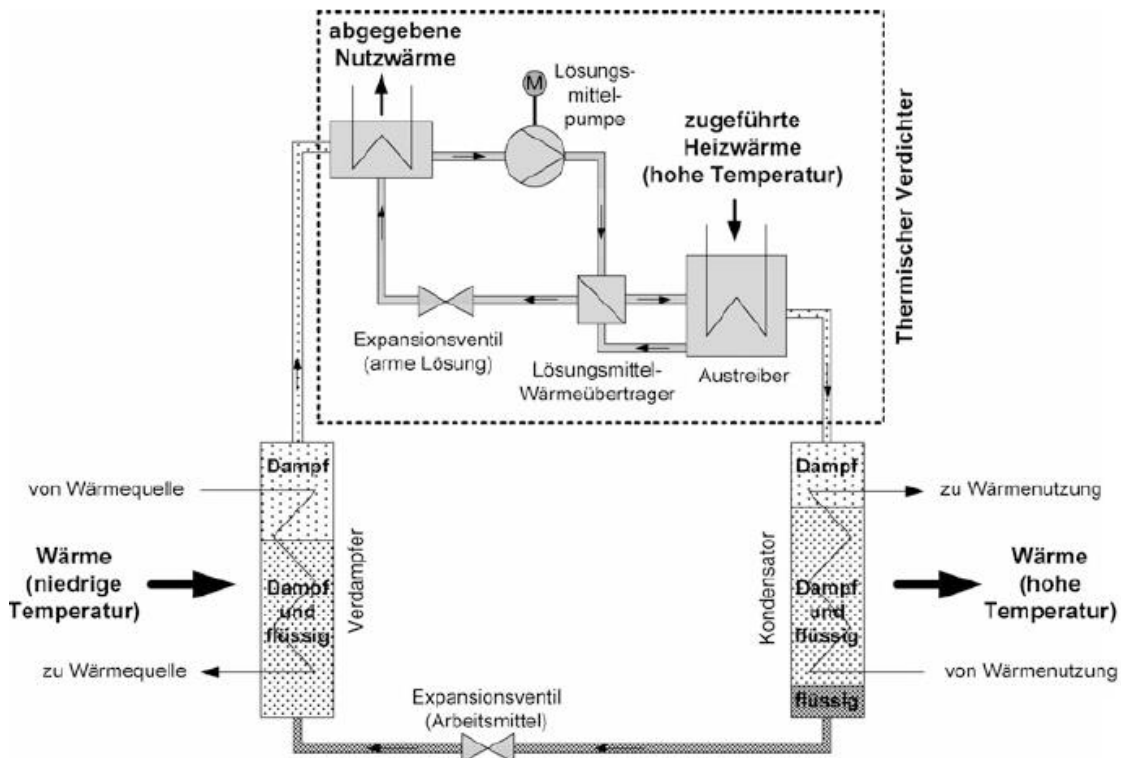 abgegebene
Nutzwärme
M
Lösungs-
mittel-
pumpe
zugeführte
Heizwärme
(hohe Temperatur)
Thermischer Verdichter
Expansionsventil
(arme Lösung)
Lösungsmittel-
Wärmeübertrager
Austreiber
von Wärmequelle
Dampf
Wärme
(niedrige
Temperatur)
Dampf
und
flüssig
Verdampfer
zu Wärmequelle
Expansionsventil
(Arbeitsmittel)
Kondensator
Dampf
zu Wärmenutzung
Dampf
und
flüssig
Wärme
(hohe
Temperatur)
von Wärmenutzung
flüssig